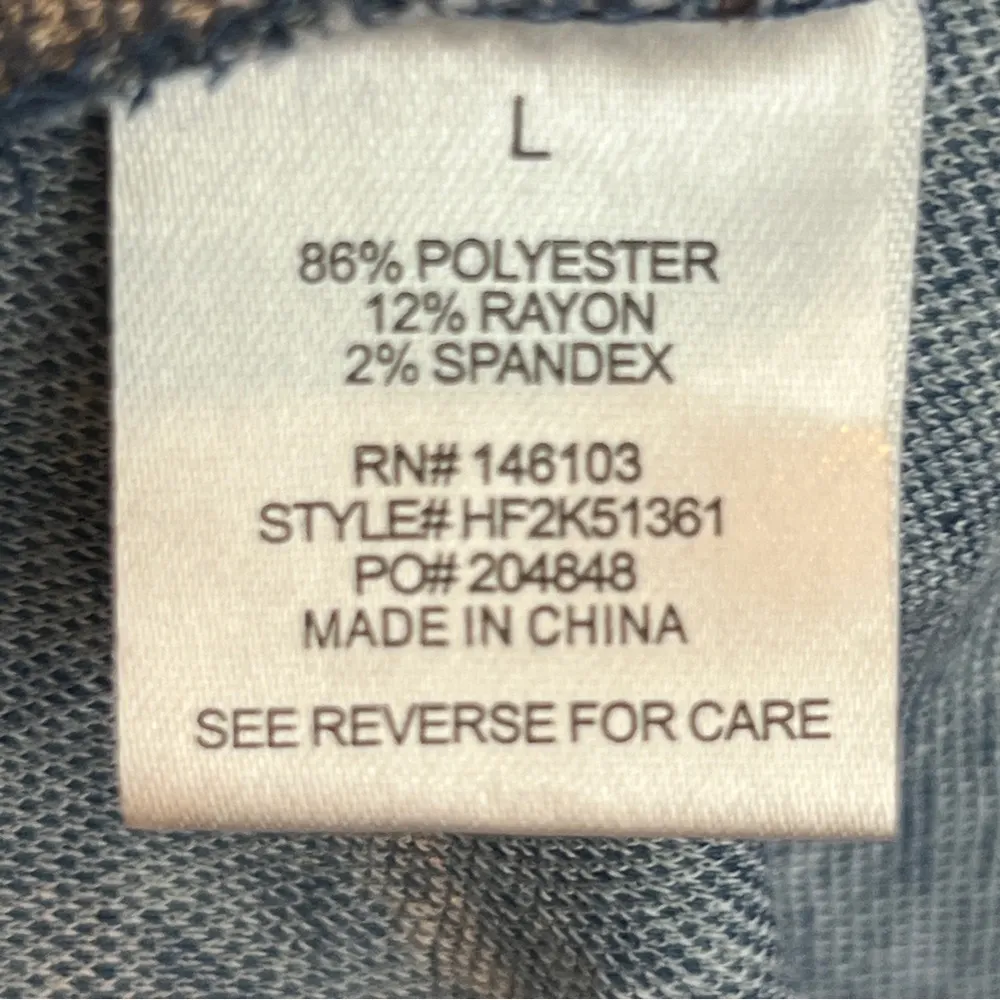 L
86% POLYESTER
12% RAYON
2% SPANDEX
RN# 146103
STYLE# HF2K51361
PO# 204848
MADE IN CHINA
SEE REVERSE FOR CARE